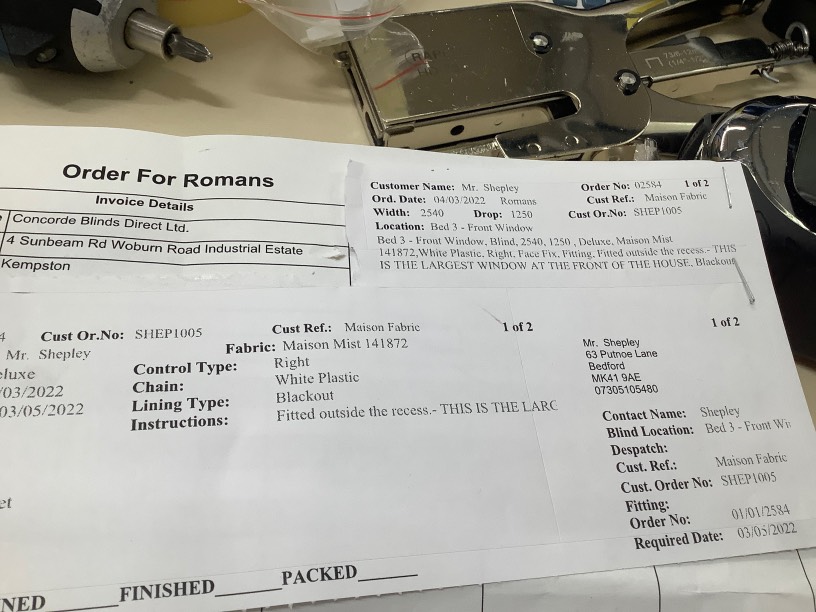 Order For Romans
Invoice Details
Concorde Blinds Direct Ltd.
4 Sunbeam Rd Woburn Road Industrial Estate
Kempston
Customer Name: Mr. Shepley Order No: 02584 1 of 2
Ord. Date: 04/03/2022 Romans Cust Ref.: Maison Fabric
Width: 2540 Drop: 1250 Cust Or.No: SHEP1005
Location: Bed 3 - Front Window
Bed 3 - Front Window, Blind, 2540, 1250 , Deluxe, Maison Mist
141872,White Plastic, Right, Face Fix, Fitting, Fitted outside the recess.- THIS
IS THE LARGEST WINDOW AT THE FRONT OF THE HOUSE, Blackout
4 Cust Or.No: SHEP1005 Cust Ref.: Maison Fabric 1 of 2
Mr. Shepley Fabric: Maison Mist 141872
eluxe Control Type: Right
/03/2022 Chain: White Plastic
03/05/2022 Lining Type: Blackout
Instructions: Fitted outside the recess.- THIS IS THE LARG
et
NED FINISHED PACKED
1 of 2
Mr. Shepley
63 Putnoe Lane
Bedford
MK41 9AE
07305105480
Contact Name: Shepley
Blind Location: Bed 3 - Front Wi
Despatch:
Cust. Ref.: Maison Fabric
Cust. Order No: SHEP1005
Fitting:
Order No: 01/01/2584
Required Date: 03/05/2022